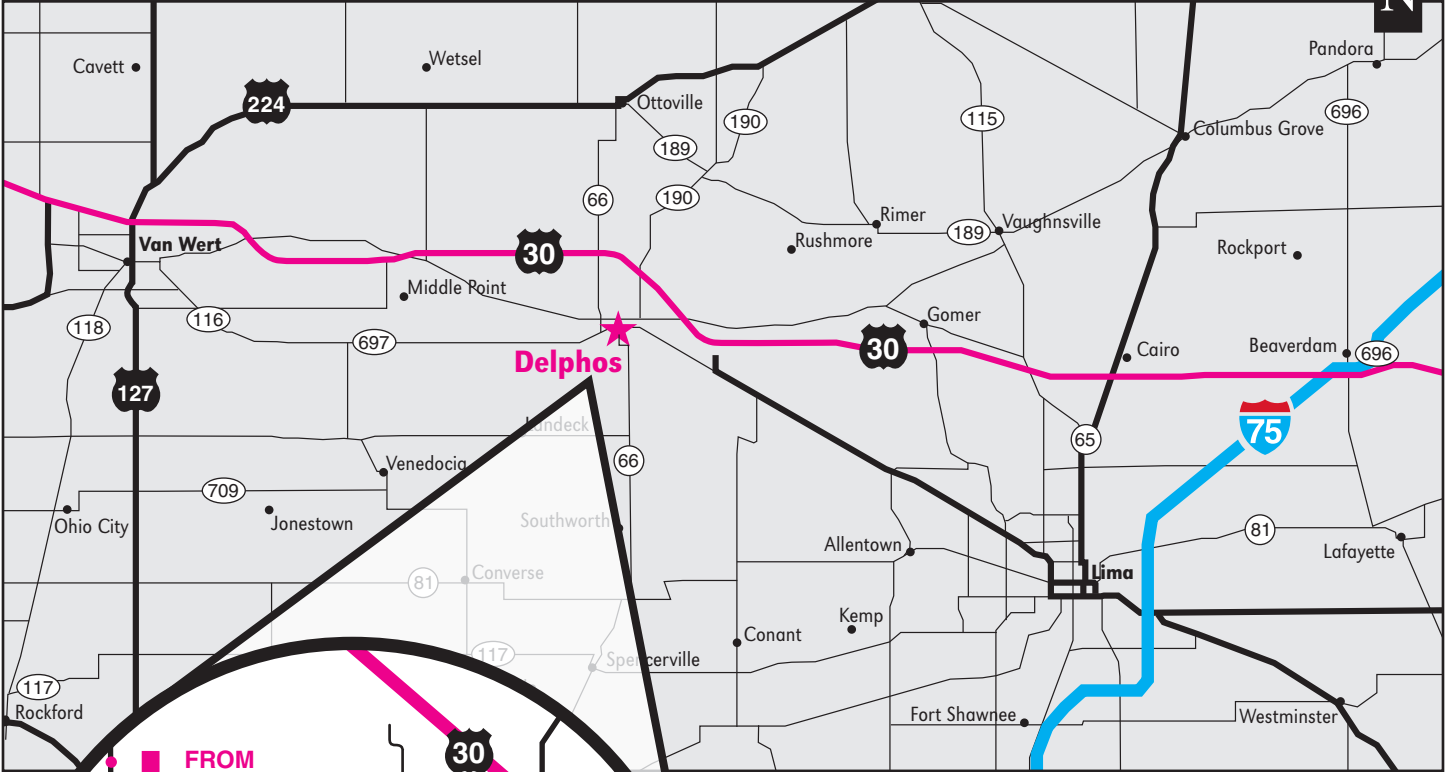 N
Pandora
Cavett
Wetsel
224
Ottoville
190
115
696
Columbus Grove
189
66
190
Rimer
Vaughnsville
189
Rushmore
Van Wert
30
Rockport
Middle Point
Gomer
116
118
697
30
Cairo
Beaverdam
696
Delphos
127
75
Landeck
65
66
Venedocia
709
Ohio City
Jonestown
Southworth
81
Allentown
Lafayette
Converse
81
Lima
Kemp
Conant
117
Spencerville
117
Rockford
Fort Shawnee
Westminster
30
FROM